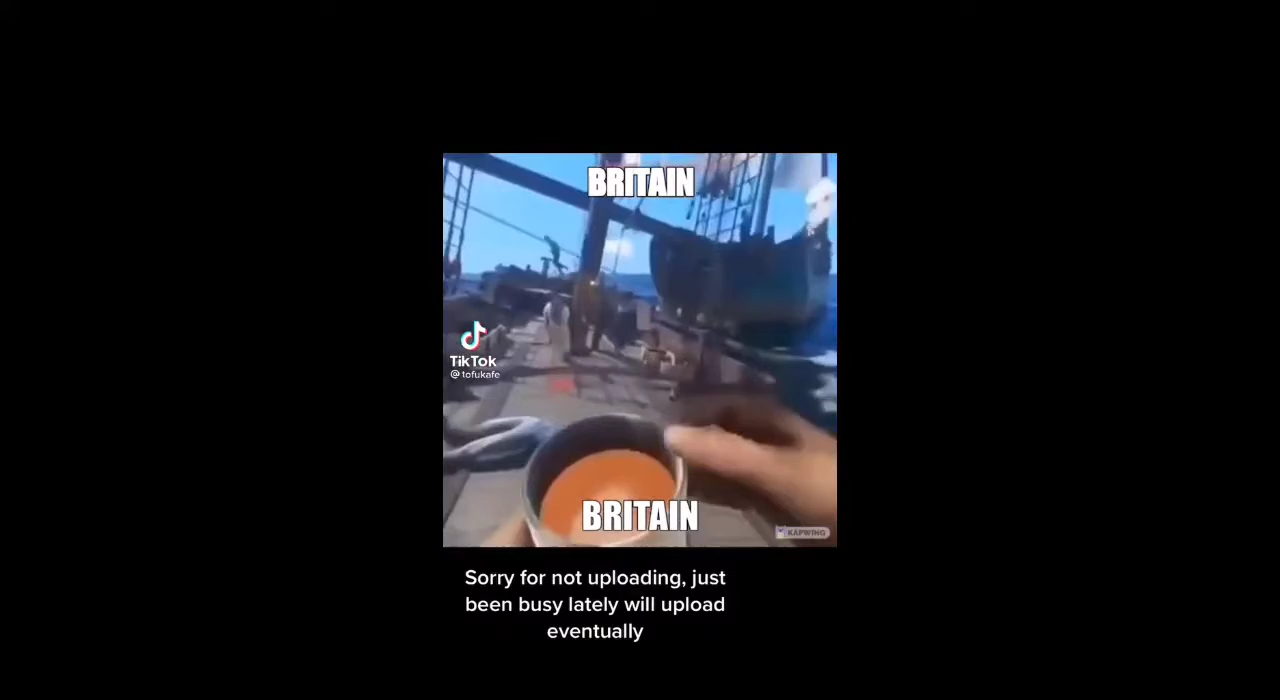 BRITAIN
TikTok
@tofukafe
BRITAIN
KAPWING
Sorry for not uploading, just
been busy lately will upload
eventually